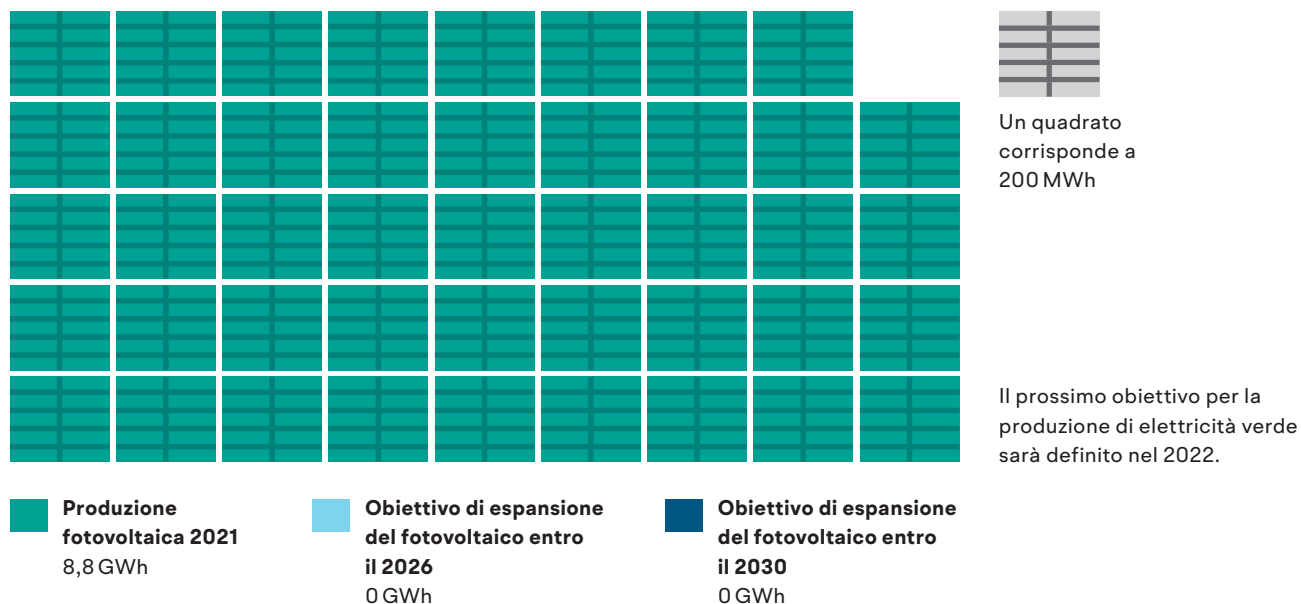 Un quadrato
corrisponde a
200 MWh
Il prossimo obiettivo per la
produzione di elettricità verde
sarà definito nel 2022.
Produzione
fotovoltaica 2021
8,8 GWh
Obiettivo di espansione
del fotovoltaico entro
il 2026
0 GWh
Obiettivo di espansione
del fotovoltaico entro
il 2030
0 GWh